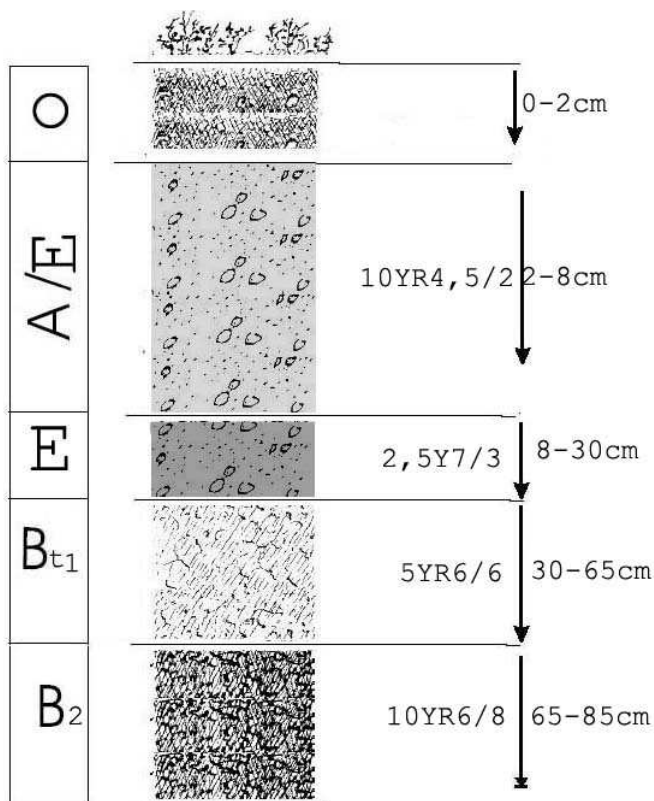 O
0-2cm
A/E
10YR4,5/2 2-8cm
E
2,5Y7/3
8-30cm
Bt1
5YR6/6
30-65cm
B2
10YR6/8
65-85cm